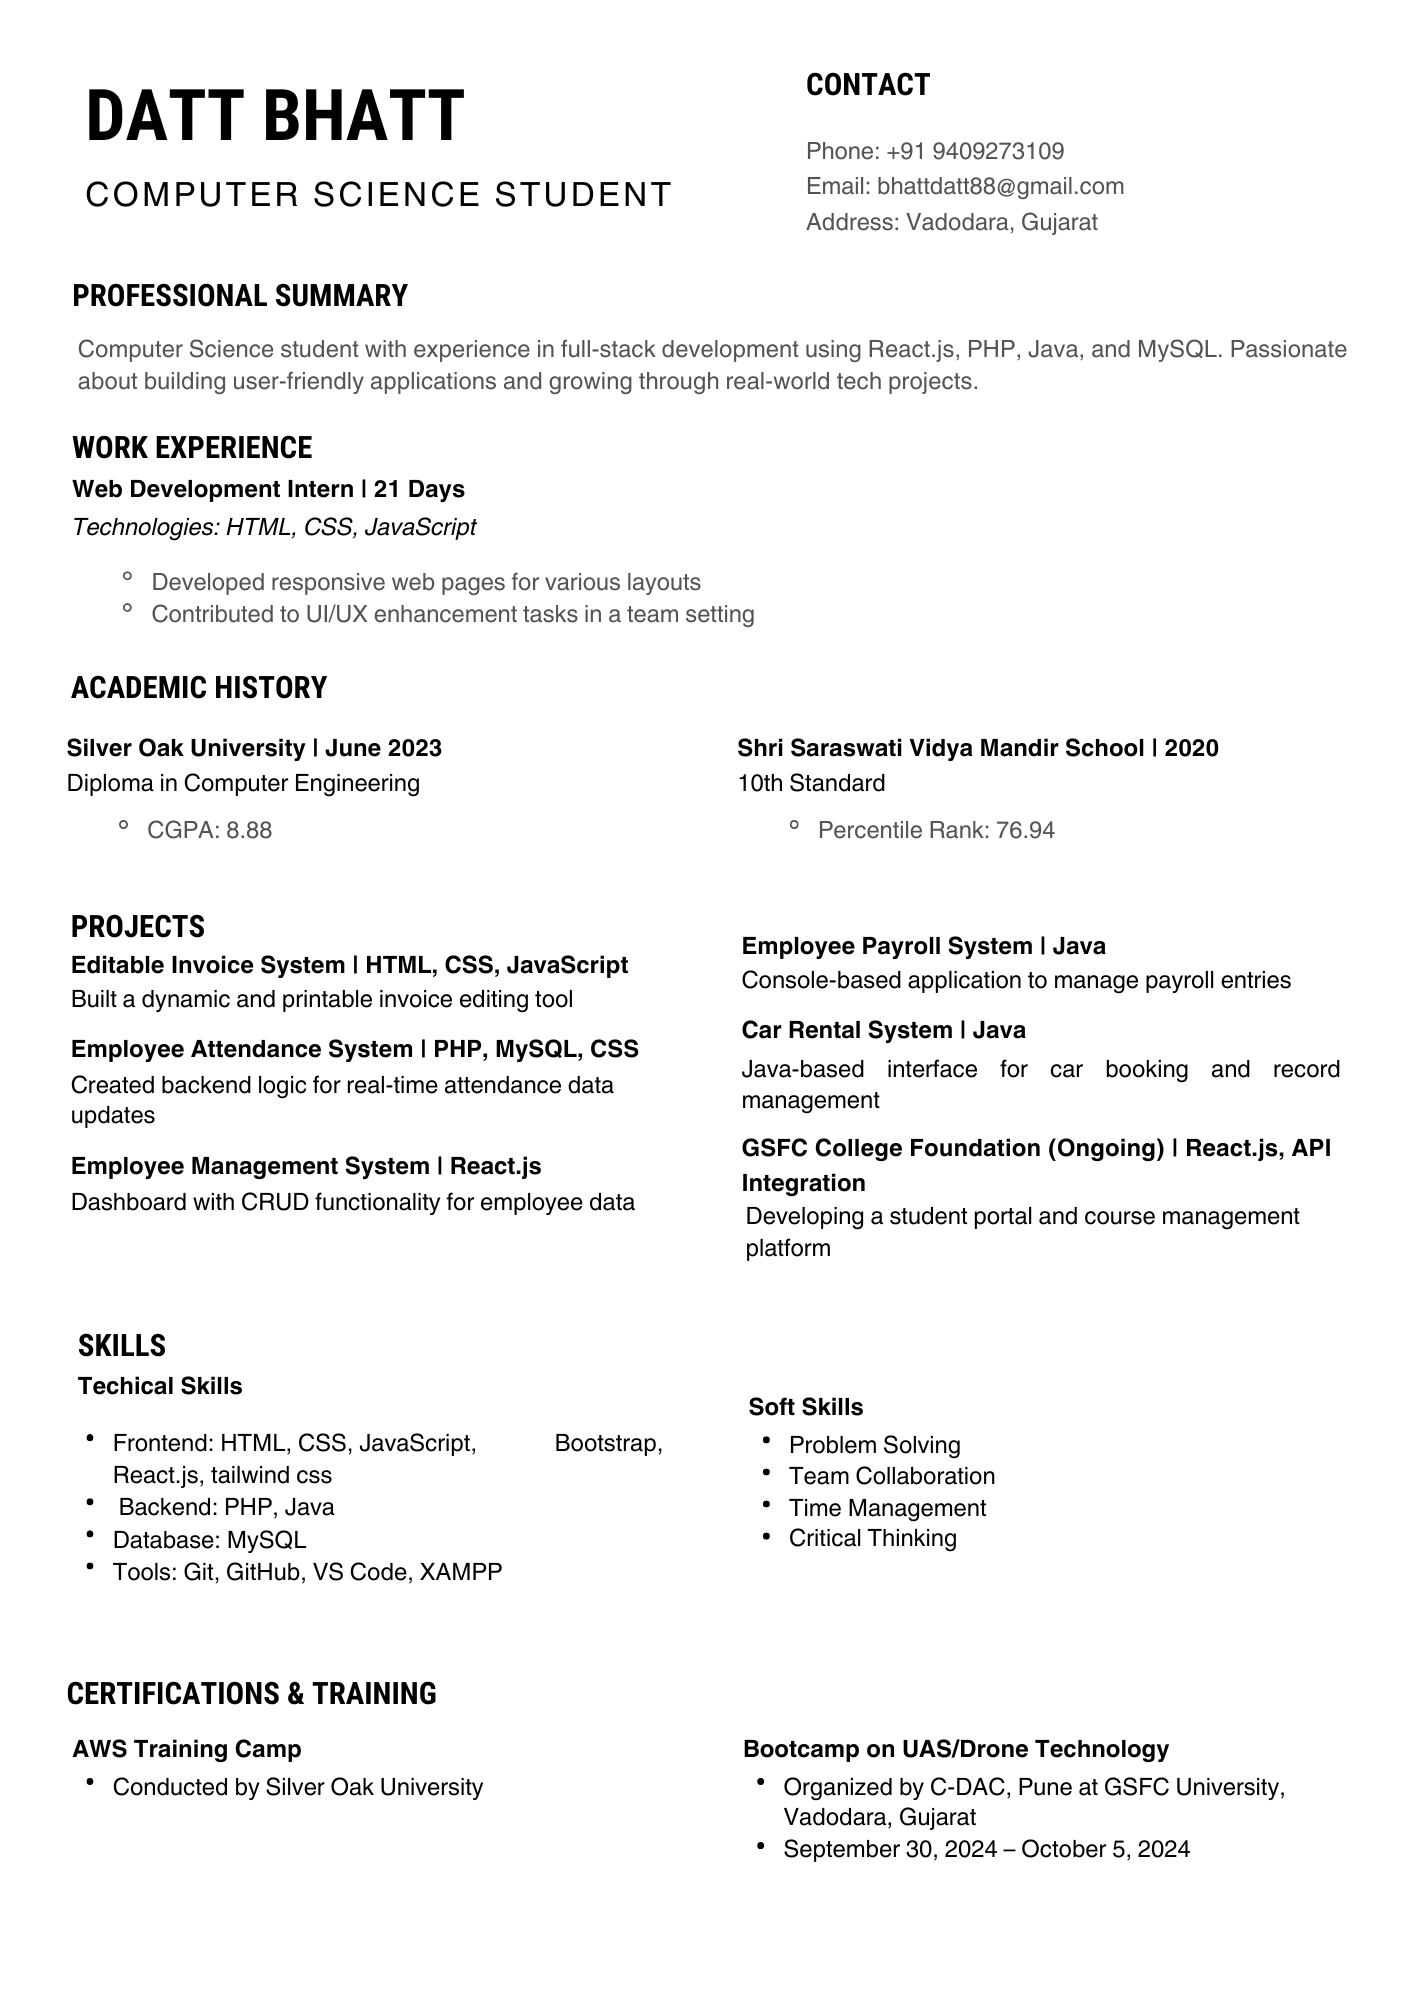 DATT BHATT
COMPUTER SCIENCE STUDENT
CONTACT
Phone: +91 9409273109
Email: bhattdatt88@gmail.com
Address: Vadodara, Gujarat
PROFESSIONAL SUMMARY
Computer Science student with experience in full-stack development using React.js, PHP, Java, and MySQL. Passionate
about building user-friendly applications and growing through real-world tech projects.
WORK EXPERIENCE
Web Development Intern | 21 Days
Technologies: HTML, CSS, JavaScript
° Developed responsive web pages for various layouts
° Contributed to UI/UX enhancement tasks in a team setting
ACADEMIC HISTORY
Silver Oak University | June 2023
Diploma in Computer Engineering
° CGPA: 8.88
Shri Saraswati Vidya Mandir School | 2020
10th Standard
° Percentile Rank: 76.94
PROJECTS
Editable Invoice System | HTML, CSS, JavaScript
Built a dynamic and printable invoice editing tool
Employee Attendance System | PHP, MySQL, CSS
Created backend logic for real-time attendance data
updates
Employee Management System | React.js
Dashboard with CRUD functionality for employee data
Employee Payroll System | Java
Console-based application to manage payroll entries
Car Rental System | Java
Java-based interface for car booking and record
management
GSFC College Foundation (Ongoing) | React.js, API
Integration
Developing a student portal and course management
platform
SKILLS
Techical Skills
• Frontend: HTML, CSS, JavaScript, Bootstrap,
React.js, tailwind css
• Backend: PHP, Java
• Database: MySQL
• Tools: Git, GitHub, VS Code, XAMPP
Soft Skills
• Problem Solving
• Team Collaboration
• Time Management
• Critical Thinking
CERTIFICATIONS & TRAINING
AWS Training Camp
• Conducted by Silver Oak University
Bootcamp on UAS/Drone Technology
• Organized by C-DAC, Pune at GSFC University,
Vadodara, Gujarat
• September 30, 2024 – October 5, 2024